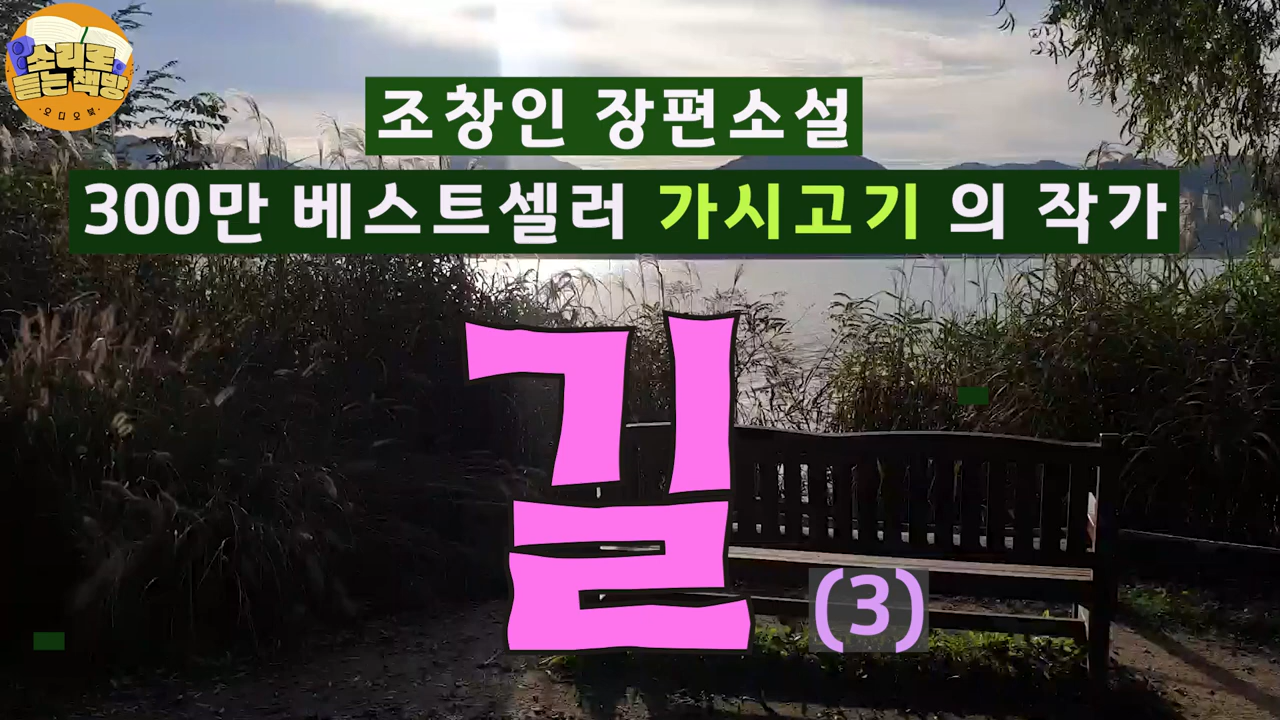 소리로
듣는 책방
·오디오북·
조창인 장편소설
300만 베스트셀러 가시고기 의 작가
길
(3)